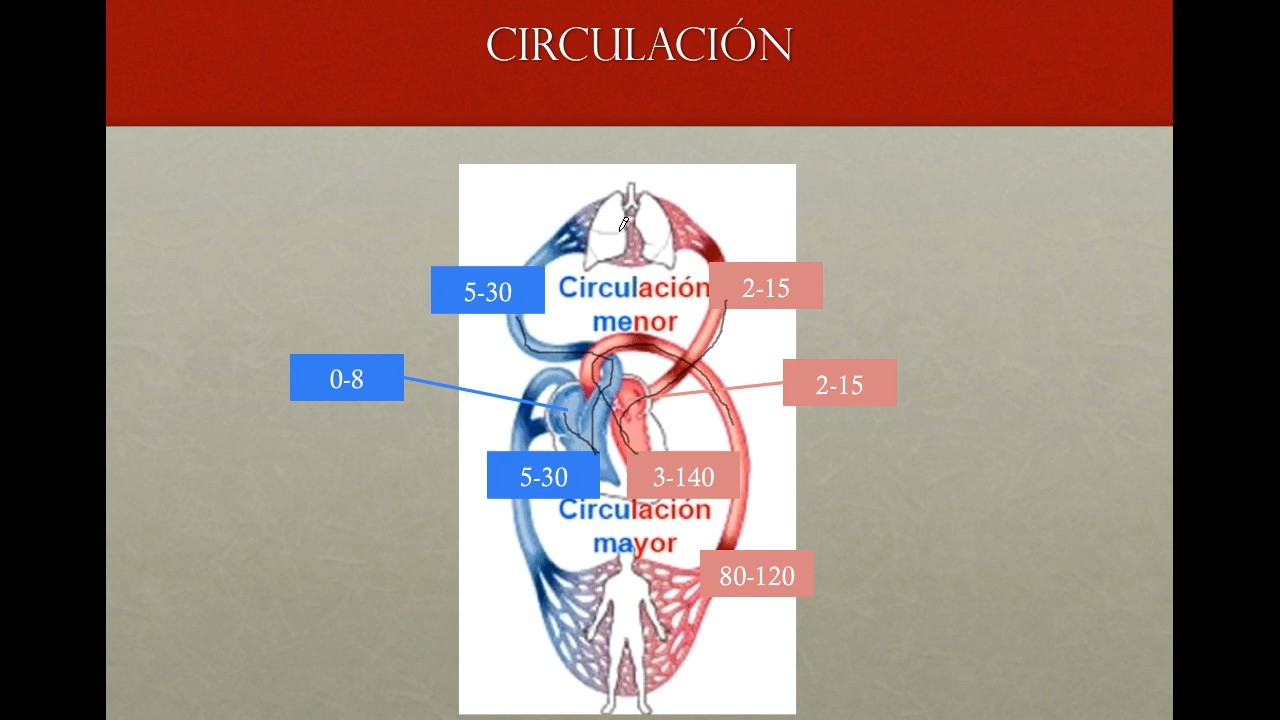 CIRCULACIÓN
5-30
2-15
Circulación
menor
0-8
2-15
5-30
3-140
Circulación
mayor
80-120